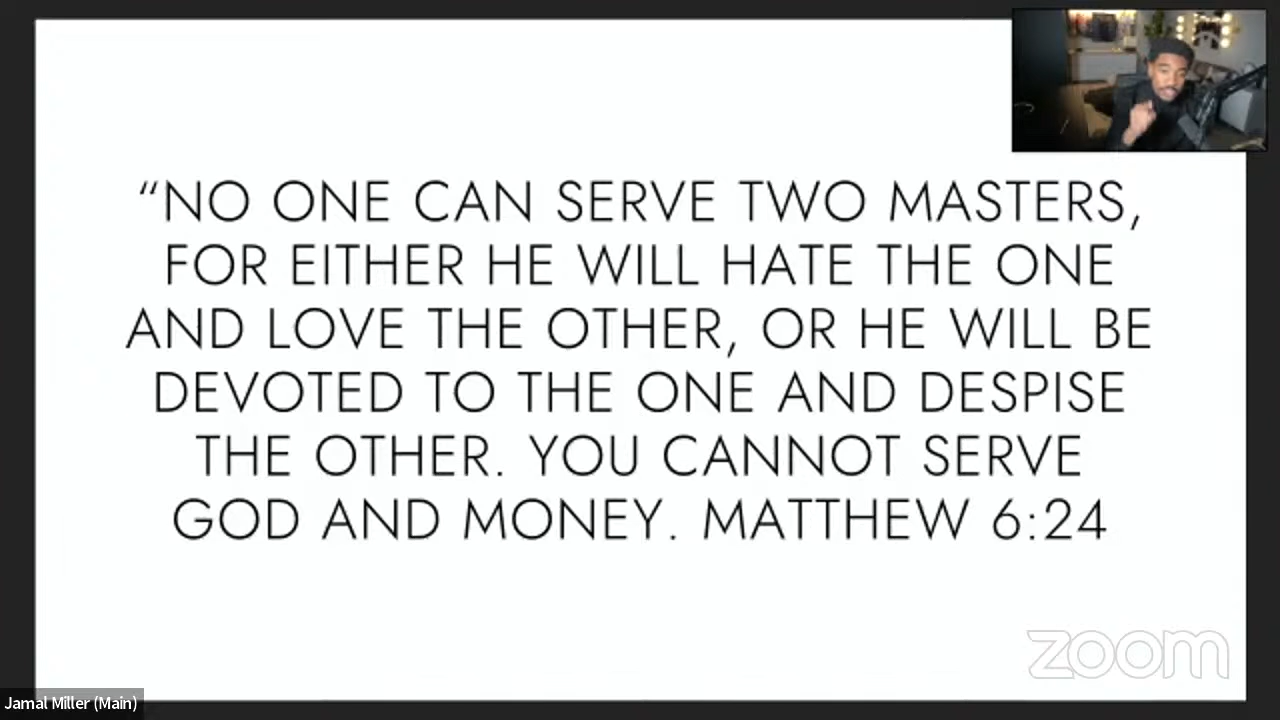 “NO ONE CAN SERVE TWO MASTERS,
FOR EITHER HE WILL HATE THE ONE
AND LOVE THE OTHER, OR HE WILL BE
DEVOTED TO THE ONE AND DESPISE
THE OTHER. YOU CANNOT SERVE
GOD AND MONEY. MATTHEW 6:24
zoom
Jamal Miller (Main)